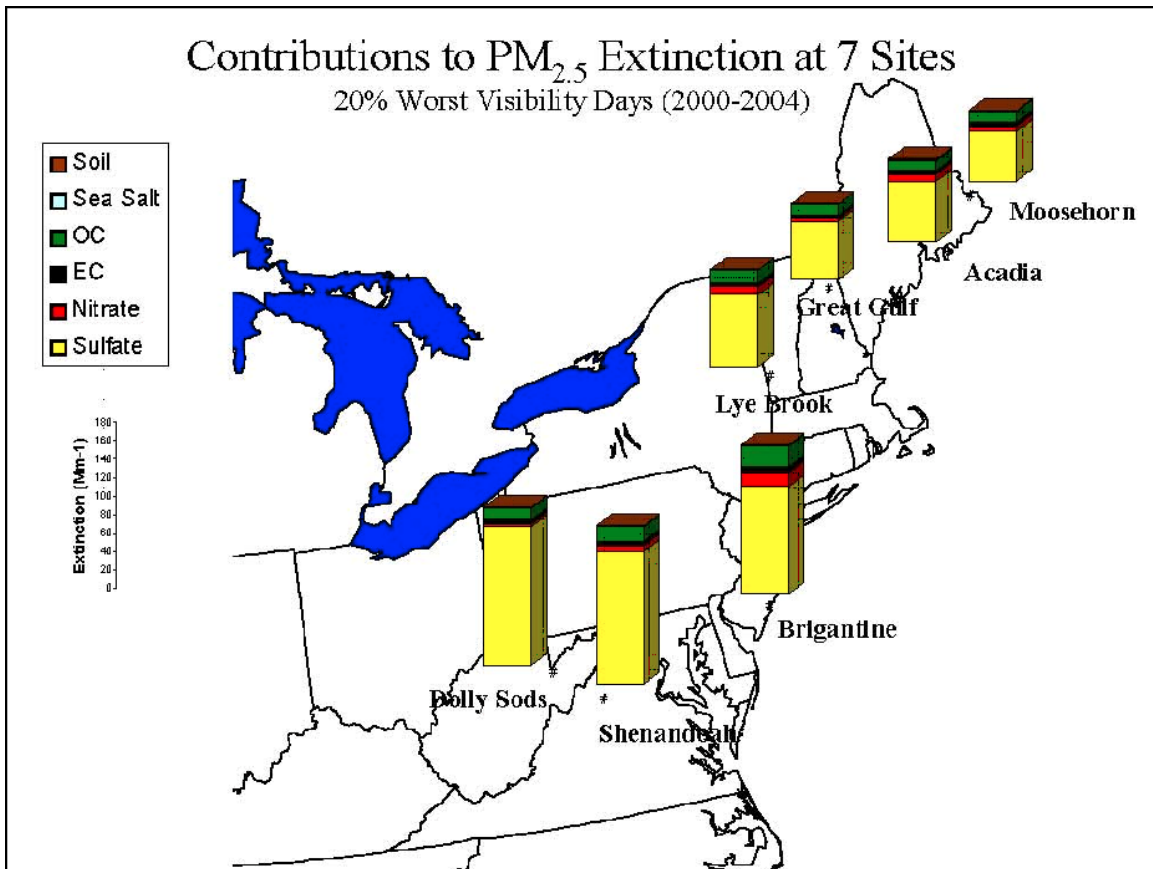 Contributions to PM2.5 Extinction at 7 Sites
20% Worst Visibility Days (2000-2004)
Soil
Sea Salt
OC
EC
Nitrate
Sulfate
Extinction (Mm-1)
180
160
140
120
100
80
60
40
20
0
Moosehorn
Acadia
Great Gulf
Lye Brook
Brigantine
Dolly Sods
Shenandoah